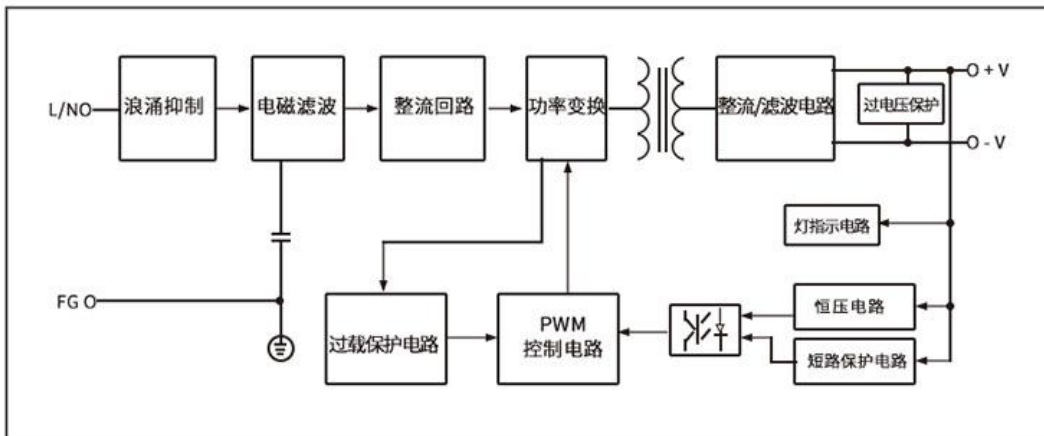 L/NO
浪涌抑制
电磁滤波
整流回路
功率变换
整流/滤波电路
O + V
过电压保护
O - V
灯指示电路
FG O
过载保护电路
PWM
控制电路
恒压电路
短路保护电路